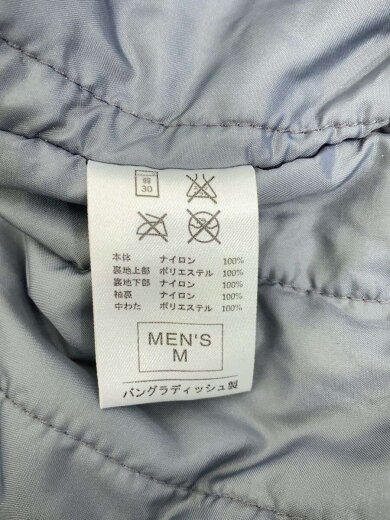 弱
30
本体 ナイロン 100%
裏地上部 ポリエステル 100%
裏地下部 ナイロン 100%
袖裏 ナイロン 100%
中わた ポリエステル 100%
MEN'S
M
バングラディッシュ製